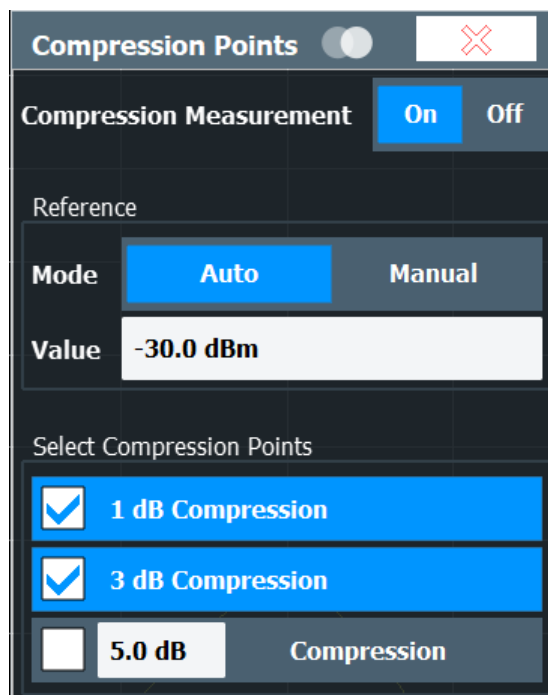 Compression Points
Compression Measurement On Off
Reference
Mode Auto Manual
Value -30.0 dBm
Select Compression Points
1 dB Compression
3 dB Compression
5.0 dB Compression